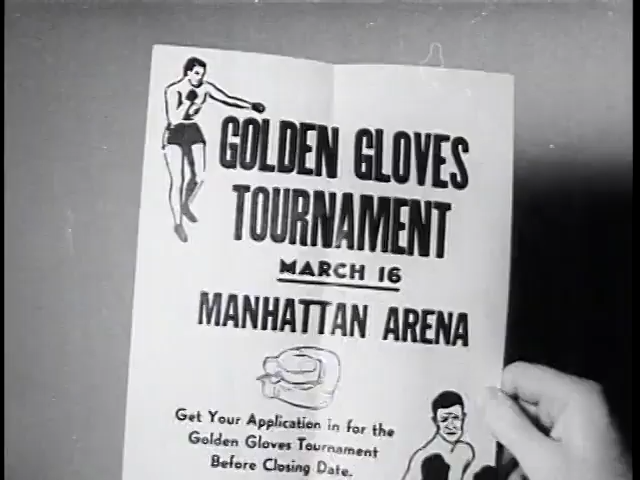 GOLDEN GLOVES
TOURNAMENT
MARCH 16
MANHATTAN ARENA
Get Your Application in for the
Golden Gloves Tournament
Before Closing Date.